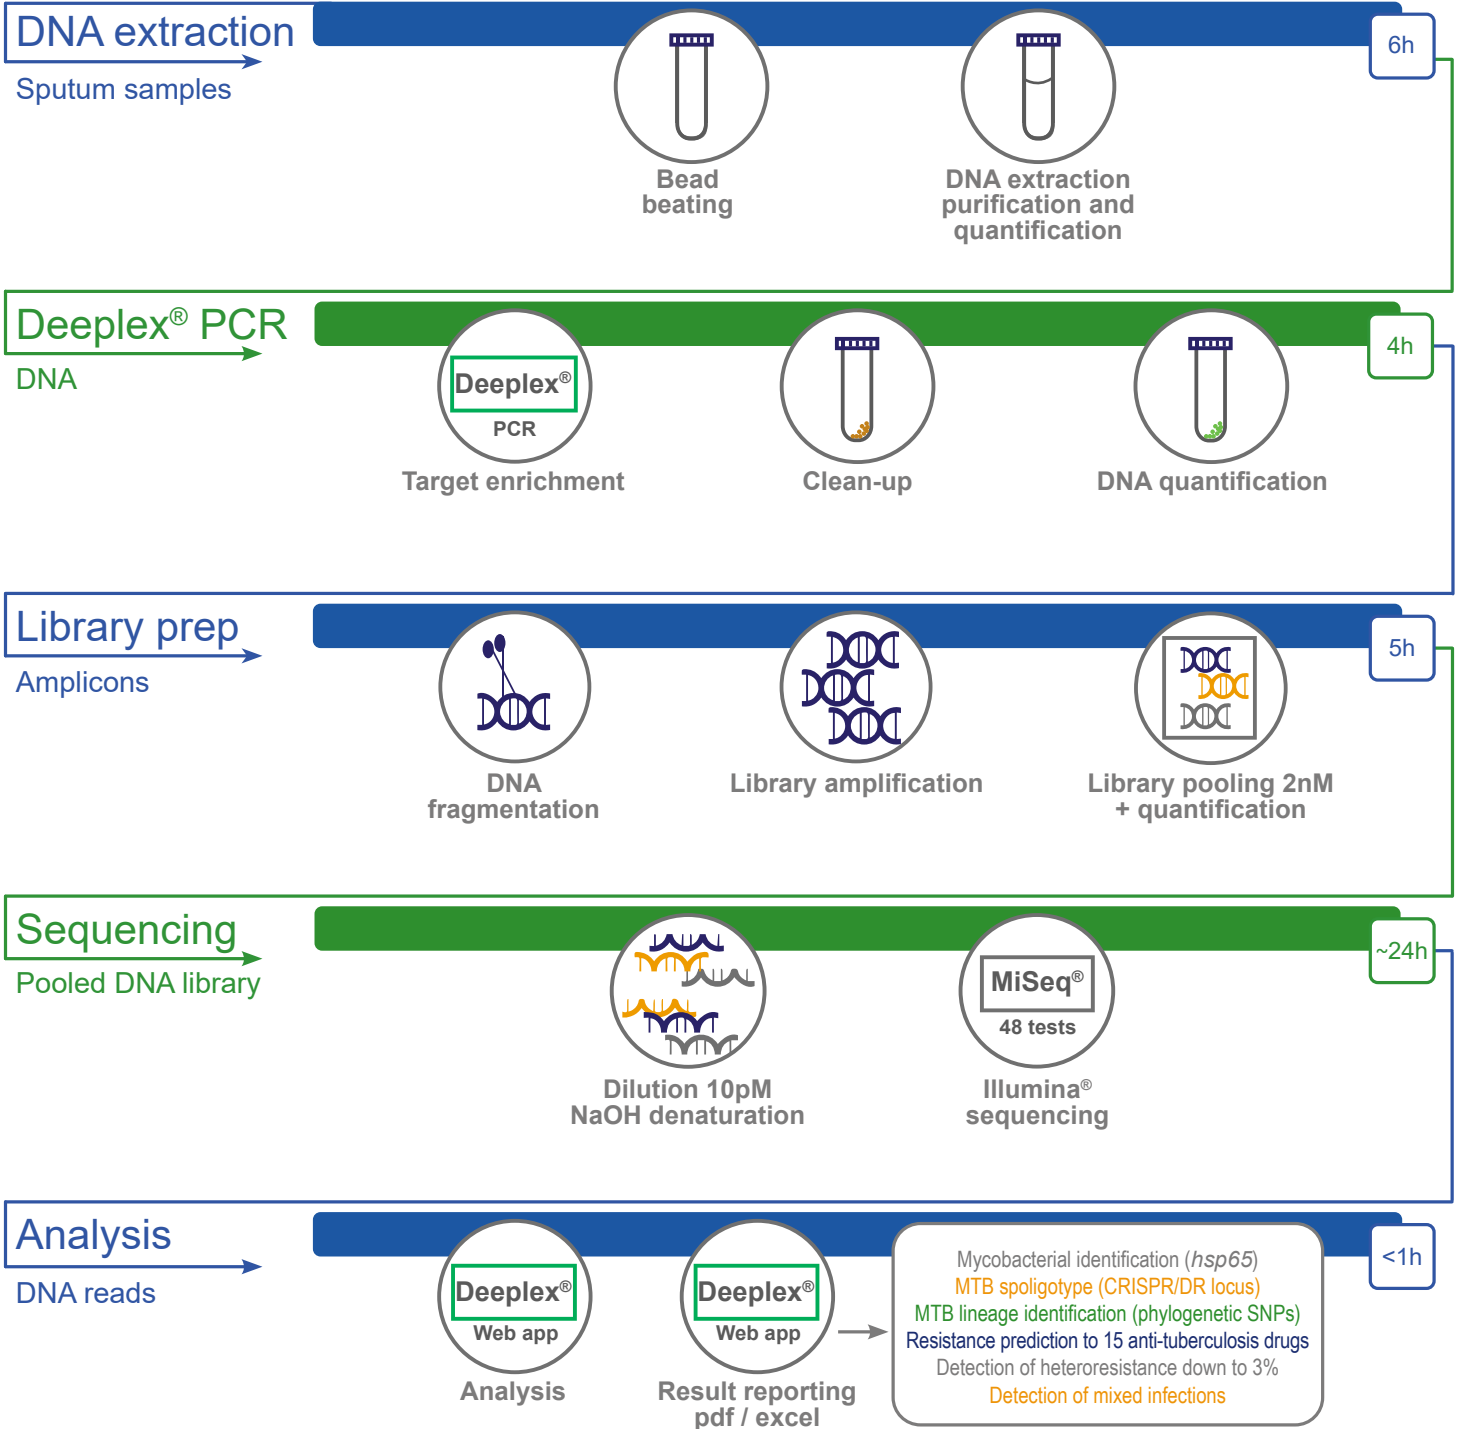 DNA extraction
6h
Sputum samples
Bead
beating
DNA extraction
purification and
quantification
Deeplex® PCR
4h
DNA
Deeplex®
PCR
Target enrichment
Clean-up
DNA quantification
Library prep
5h
Amplicons
DNA
fragmentation
Library amplification
Library pooling 2nM
+ quantification
Sequencing
~24h
Pooled DNA library
Dilution 10pM
NaOH denaturation
MiSeq®
48 tests
Illumina®
sequencing
Analysis
<1h
DNA reads
Deeplex®
Web app
Analysis
Deeplex®
Web app
Result reporting
pdf / excel
Mycobacterial identification (hsp65)
MTB spoligotype (CRISPR/DR locus)
MTB lineage identification (phylogenetic SNPs)
Resistance prediction to 15 anti-tuberculosis drugs
Detection of heteroresistance down to 3%
Detection of mixed infections